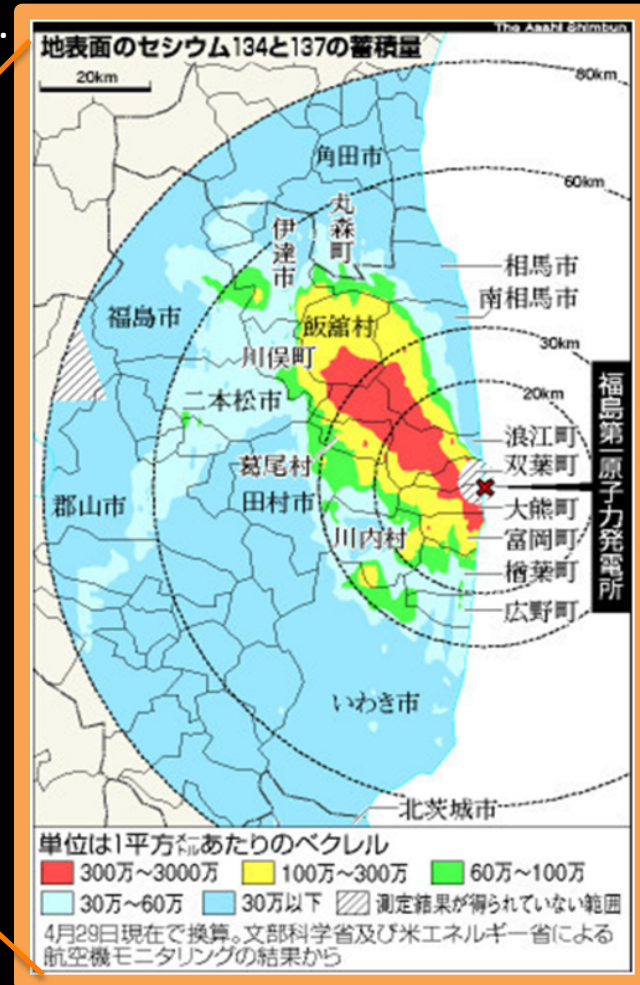 The Asahi Shimbun
地表面のセシウム134と137の蓄積量
20km
80km
角田市
60km
丸森町
伊達市
相馬市
南相馬市
福島市
飯舘村
30km
川俣町
20km
二本松市
浪江町
葛尾村
双葉町
福島第一原子力発電所
田村市
大熊町
郡山市
川内村
富岡町
楢葉町
広野町
いわき市
北茨城市
単位は1平方㍍あたりのベクレル
300万〜3000万 100万〜300万 60万〜100万
30万〜60万 30万以下 測定結果が得られていない範囲
4月29日現在で換算。文部科学省及び米エネルギー省による
航空機モニタリングの結果から